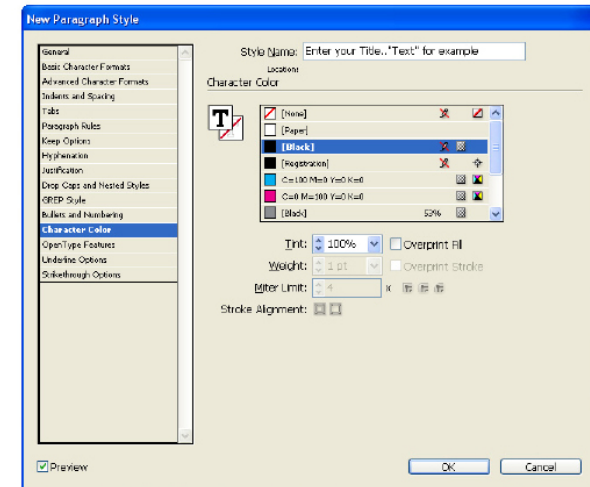 New Paragraph Style
General
Basic Character Formats
Advanced Character Formats
Indents and Spacing
Tabs
Paragraph Rules
Keep Options
Hyphenation
Justification
Drop Caps and Nested Styles
GREP Style
Bullets and Numbering
Character Color
OpenType Features
Underline Options
Strikethrough Options
Style Name: Enter your Title.."Text" for example
Location:
Character Color
T
[None]
[Paper]
[Black]
[Registration]
C=100 M=0 Y=0 K=0
C=0 M=100 Y=0 K=0
[Black] 53%
Tint: 100% Overprint Fill
Weight: 1 pt Overprint Stroke
Miter Limit: 4 x
Stroke Alignment:
Preview OK Cancel